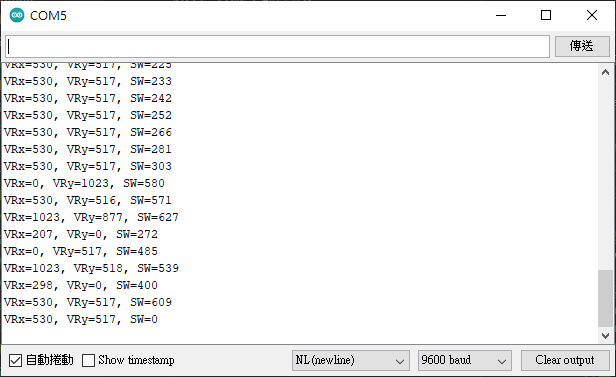 COM5
傳送
VRx=530, VRy=517, SW=225
VRx=530, VRy=517, SW=233
VRx=530, VRy=517, SW=242
VRx=530, VRy=517, SW=252
VRx=530, VRy=517, SW=266
VRx=530, VRy=517, SW=281
VRx=530, VRy=517, SW=303
VRx=0, VRy=1023, SW=580
VRx=530, VRy=516, SW=571
VRx=1023, VRy=877, SW=627
VRx=207, VRy=0, SW=272
VRx=0, VRy=517, SW=485
VRx=1023, VRy=518, SW=539
VRx=298, VRy=0, SW=400
VRx=530, VRy=517, SW=609
VRx=530, VRy=517, SW=0
自動捲動 Show timestamp NL(newline) 9600 baud Clear output